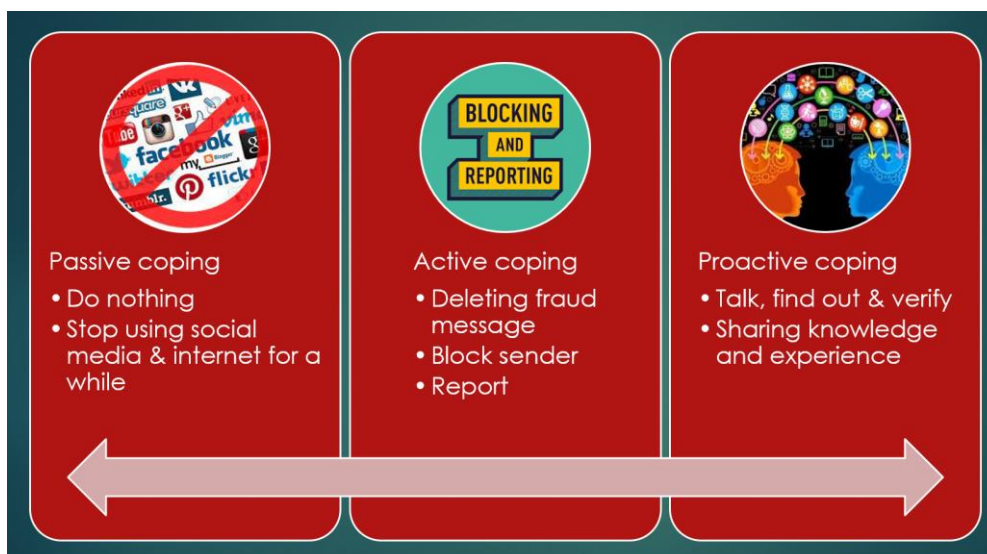 facebook
flickr
BLOCKING
AND
REPORTING
Passive coping
• Do nothing
• Stop using social
media & internet for a
while
Active coping
• Deleting fraud
message
• Block sender
• Report
Proactive coping
• Talk, find out & verify
• Sharing knowledge
and experience